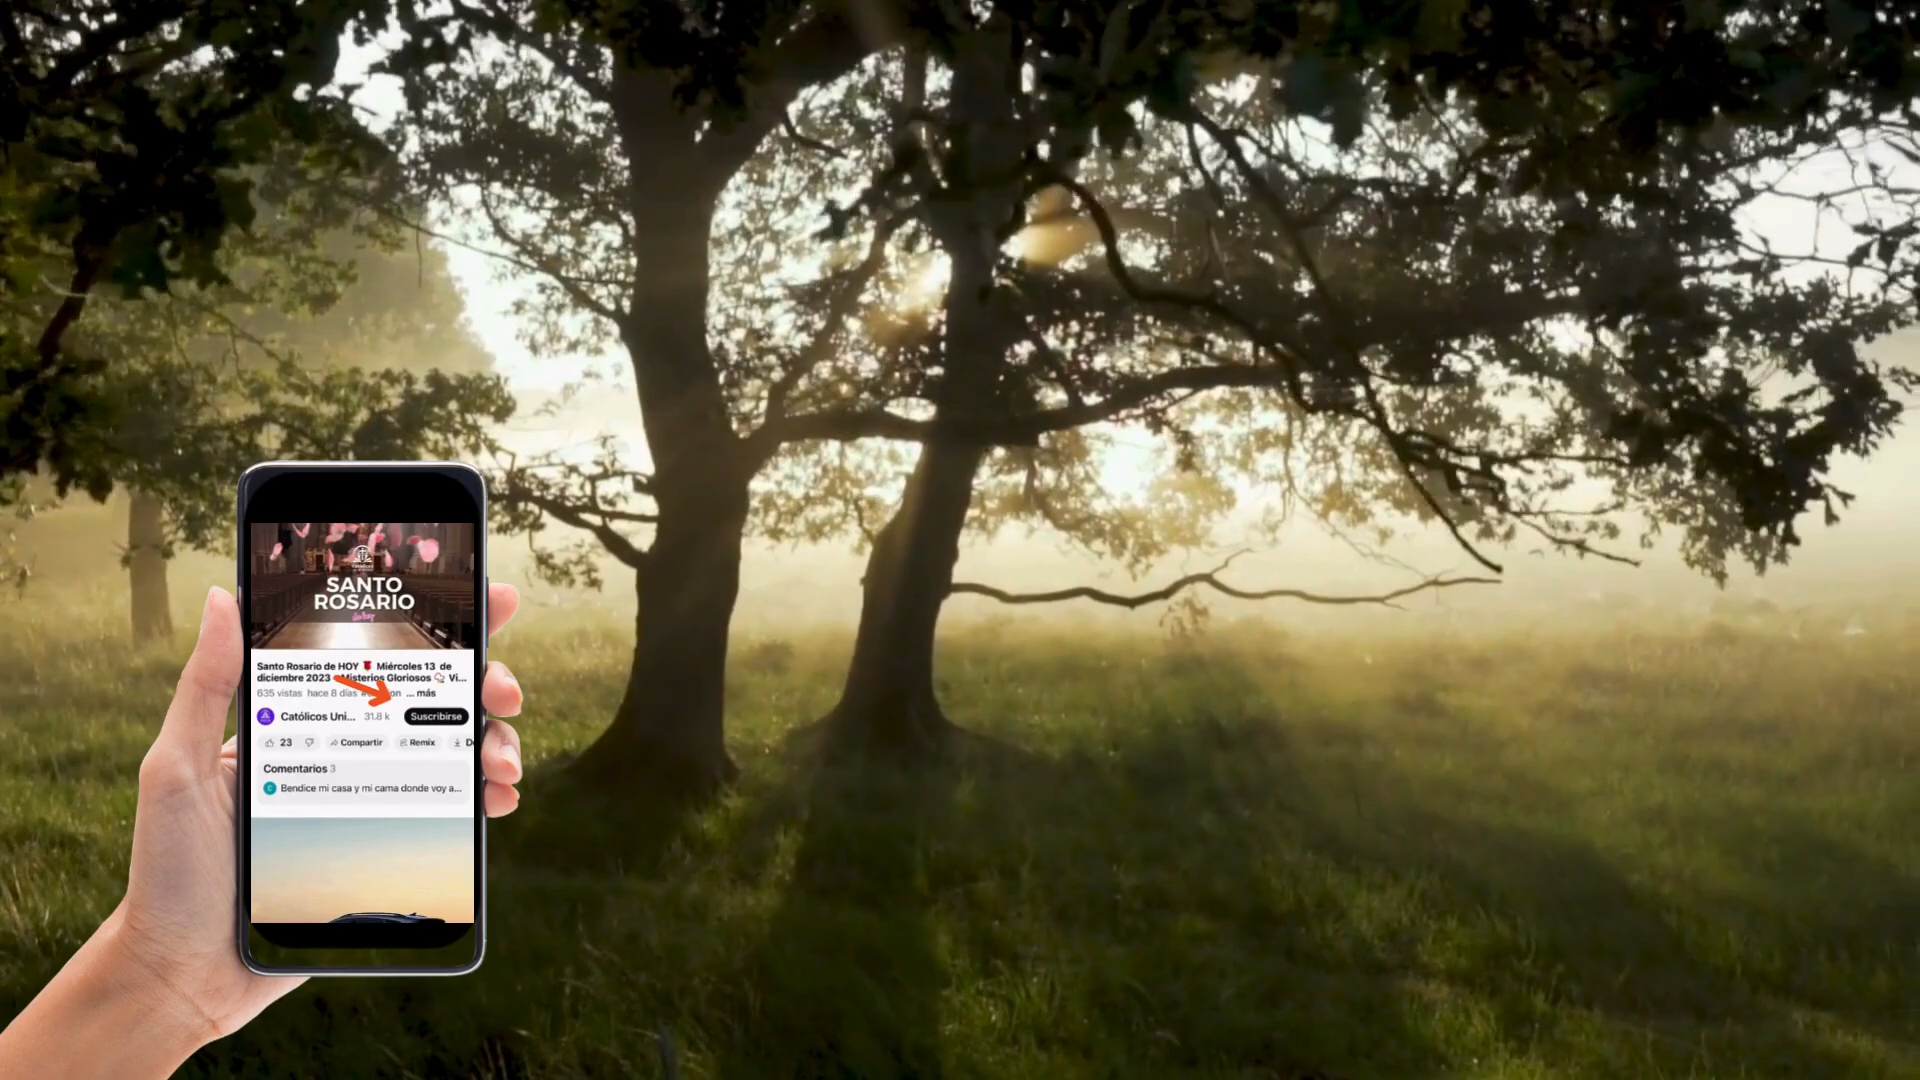 SANTO
ROSARIO
Santo Rosario de HOY 🌹 Miércoles 13 de
diciembre 2023 Misterios Gloriosos Vi...
635 vistas hace 8 días ... más
Católicos Uni... 31.8 k Suscribirse
23 Compartir Remix D
Comentarios 3
C Bendice mi casa y mi cama donde voy a...